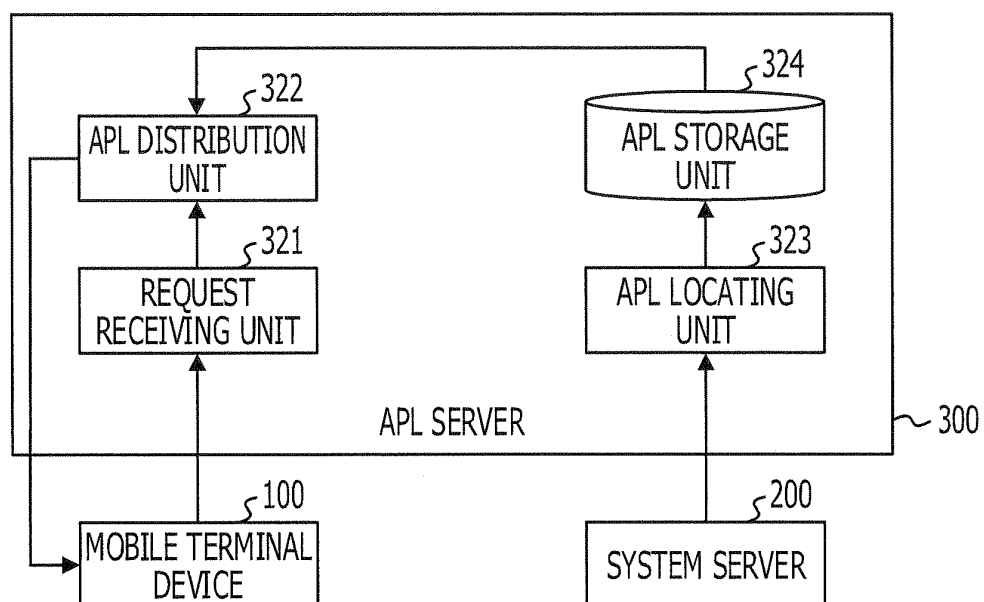 324
322
APL DISTRIBUTION
UNIT
APL STORAGE
UNIT
321
323
REQUEST
RECEIVING UNIT
APL LOCATING
UNIT
APL SERVER
300
100
200
MOBILE TERMINAL
DEVICE
SYSTEM SERVER